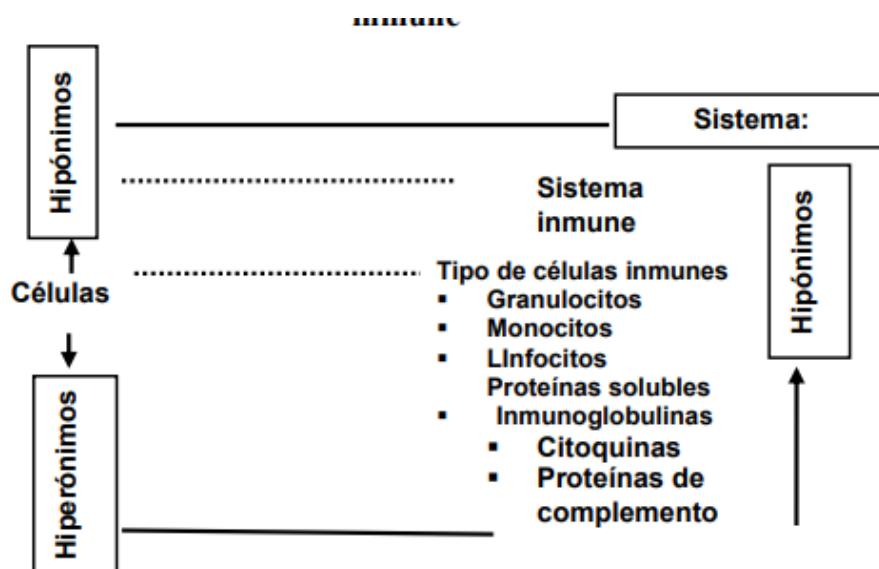 inmune
Hipónimos
Sistema:
Sistema
inmune
Hipónimos
Células
Tipo de células inmunes
▪ Granulocitos
▪ Monocitos
▪ LInfocitos
Proteínas solubles
▪ Inmunoglobulinas
▪ Citoquinas
▪ Proteínas de
complemento
Hiperónimos